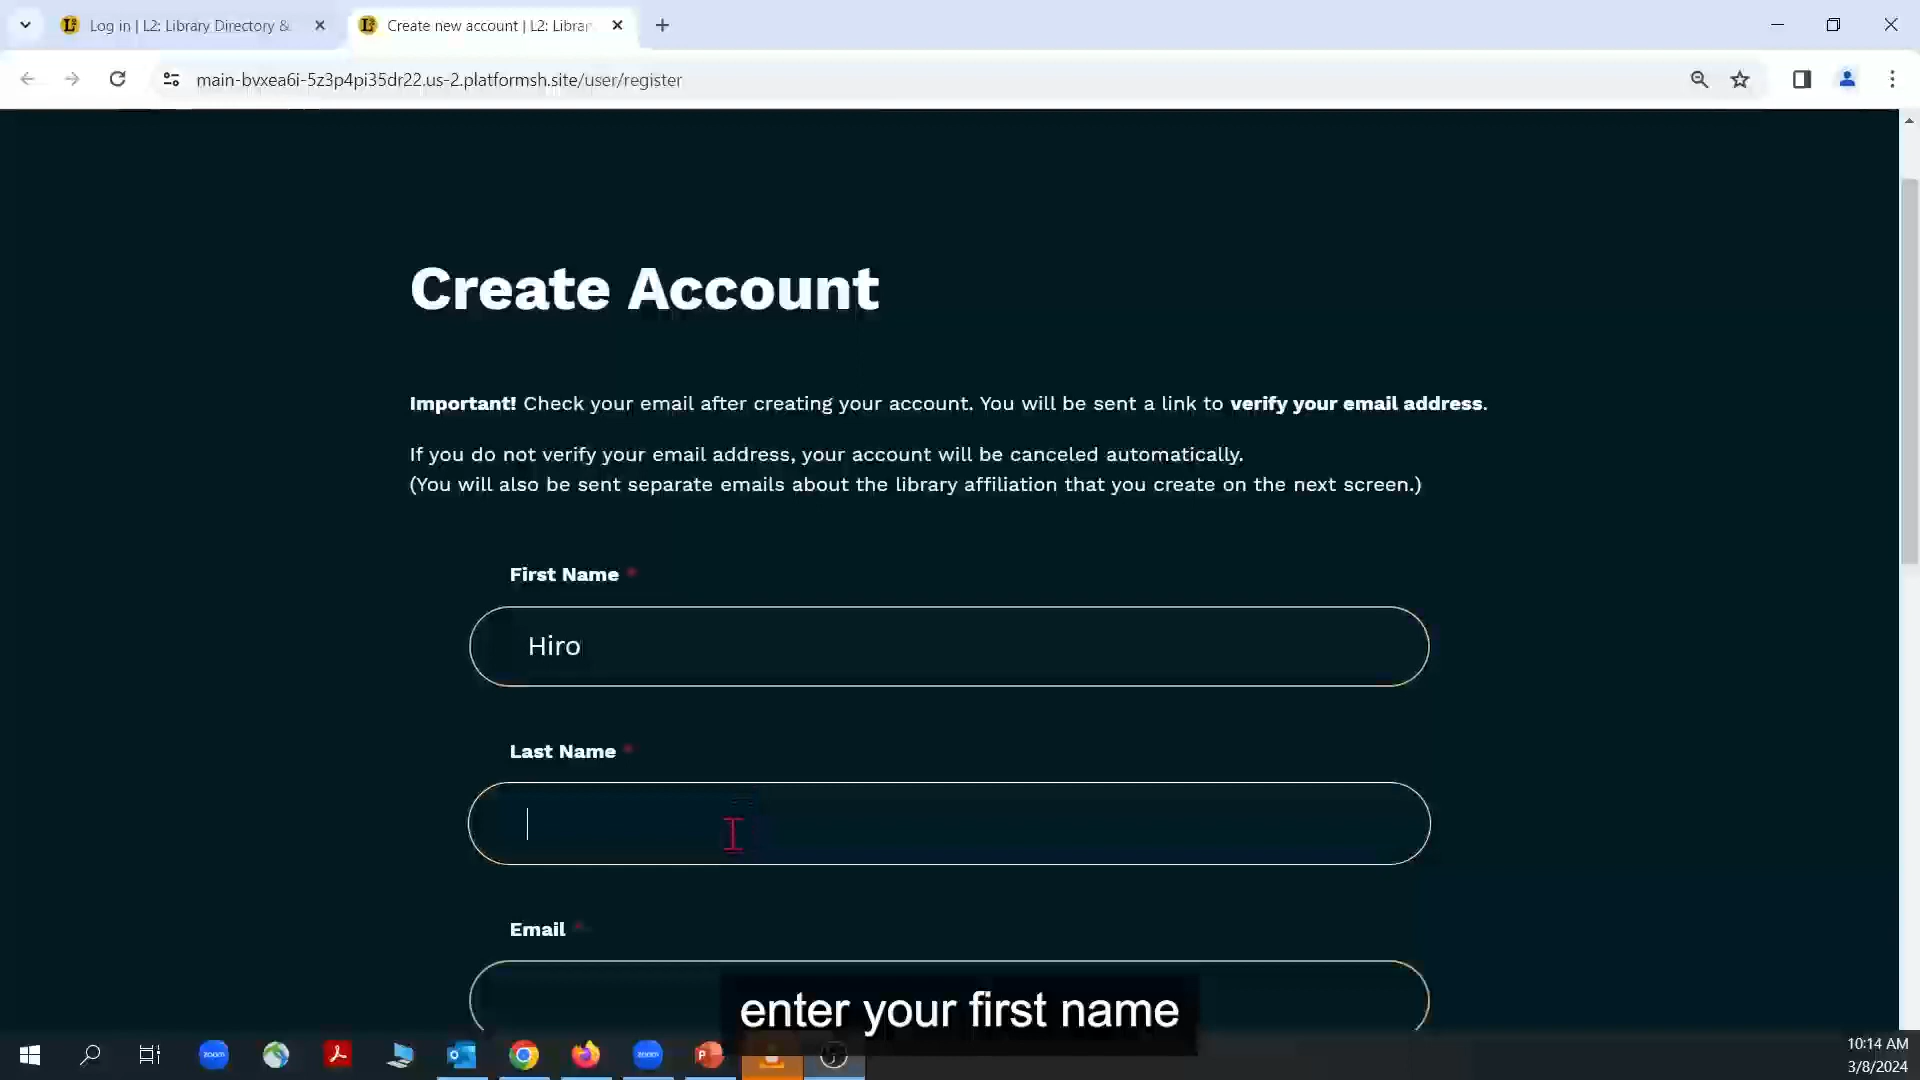 Log in | L2: Library Directory &
Create new account | L2: Librar
main-bvxea6i-5z3p4pi35dr22.us-2.platformsh.site/user/register
Create Account
Important! Check your email after creating your account. You will be sent a link to verify your email address.
If you do not verify your email address, your account will be canceled automatically.
(You will also be sent separate emails about the library affiliation that you create on the next screen.)
First Name *
Hiro
Last Name *
Email *
enter your first name
zoom
zoom
10:14 AM
3/8/2024